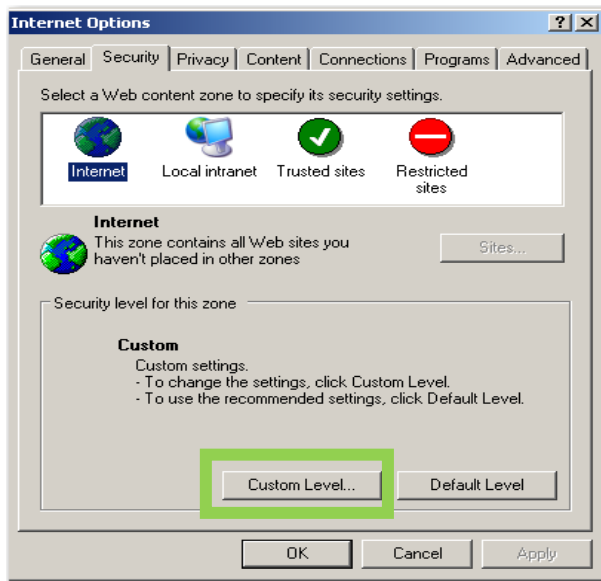 Internet Options
General Security Privacy Content Connections Programs Advanced
Select a Web content zone to specify its security settings.
Internet Local intranet Trusted sites Restricted sites
Internet
This zone contains all Web sites you
haven't placed in other zones
Sites...
Security level for this zone
Custom
Custom settings.
- To change the settings, click Custom Level.
- To use the recommended settings, click Default Level.
Custom Level... Default Level
OK Cancel Apply